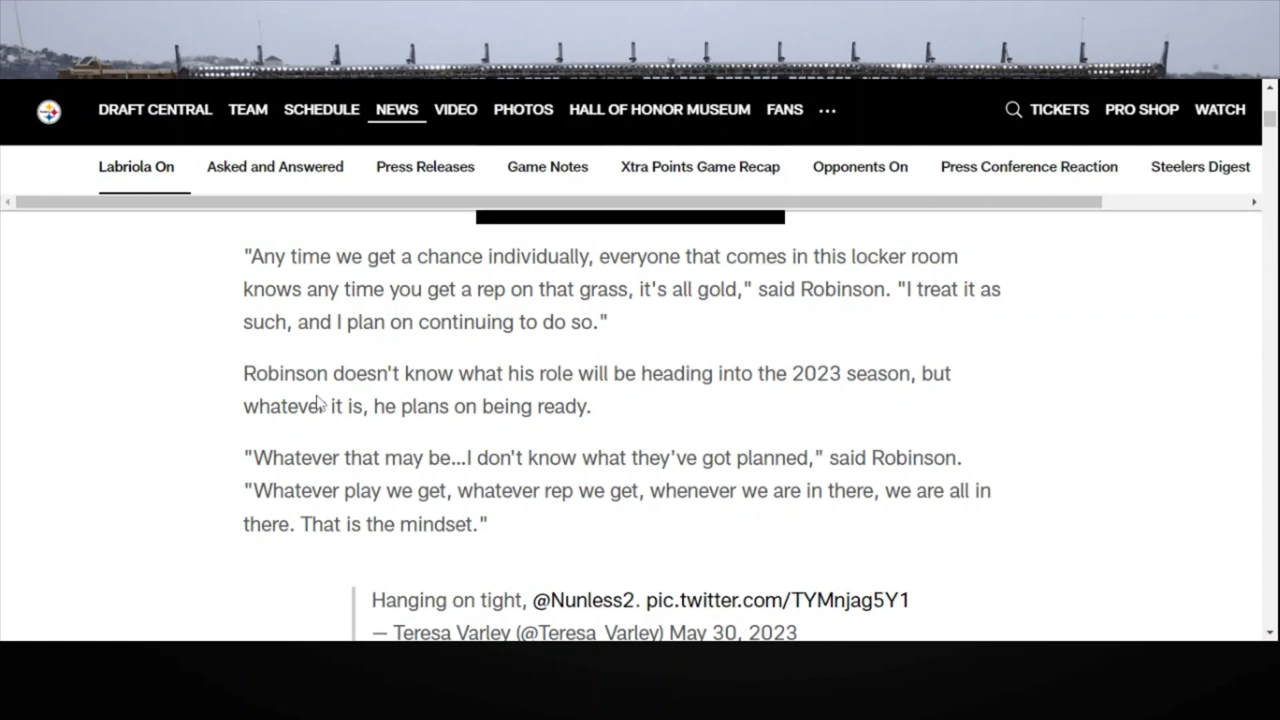 DRAFT CENTRAL TEAM SCHEDULE NEWS VIDEO PHOTOS HALL OF HONOR MUSEUM FANS ... TICKETS PRO SHOP WATCH
Labriola On Asked and Answered Press Releases Game Notes Xtra Points Game Recap Opponents On Press Conference Reaction Steelers Digest
"Any time we get a chance individually, everyone that comes in this locker room
knows any time you get a rep on that grass, it's all gold," said Robinson. "I treat it as
such, and I plan on continuing to do so."
Robinson doesn't know what his role will be heading into the 2023 season, but
whatever it is, he plans on being ready.
"Whatever that may be...I don't know what they've got planned," said Robinson.
"Whatever play we get, whatever rep we get, whenever we are in there, we are all in
there. That is the mindset."
Hanging on tight, @Nunless2. pic.twitter.com/TYMnjag5Y1
— Teresa Varley (@Teresa_Varley) May 30, 2023